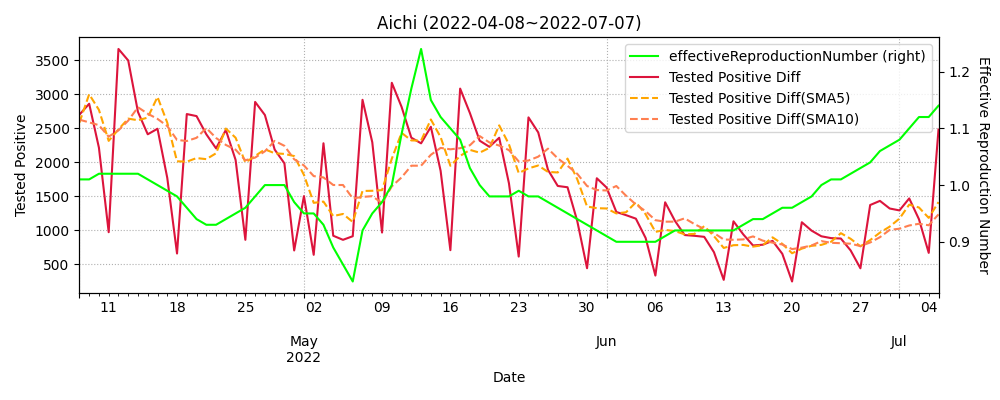 Aichi (2022-04-08~2022-07-07)
effectiveReproductionNumber (right)
Tested Positive Diff
Tested Positive Diff(SMA5)
Tested Positive Diff(SMA10)
Tested Positive
3500
3000
2500
2000
1500
1000
500
1.2
1.1
1.0
0.9
Effective Reproduction Number
11 18 25 02 09 16 23 30 06 13 20 27 04
May Jun Jul
2022
Date